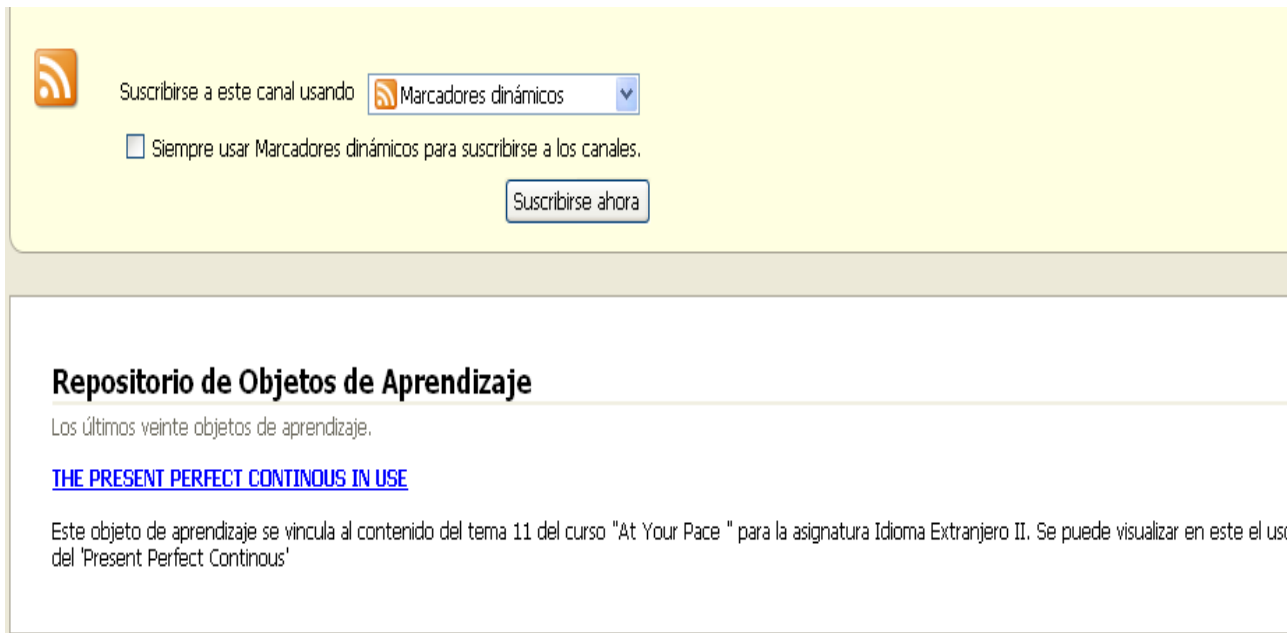 Suscribirse a este canal usando Marcadores dinámicos
Siempre usar Marcadores dinámicos para suscribirse a los canales.
Suscribirse ahora
Repositorio de Objetos de Aprendizaje
Los últimos veinte objetos de aprendizaje.
THE PRESENT PERFECT CONTINOUS IN USE
Este objeto de aprendizaje se vincula al contenido del tema 11 del curso "At Your Pace " para la asignatura Idioma Extranjero II. Se puede visualizar en este el uso
del 'Present Perfect Continous'